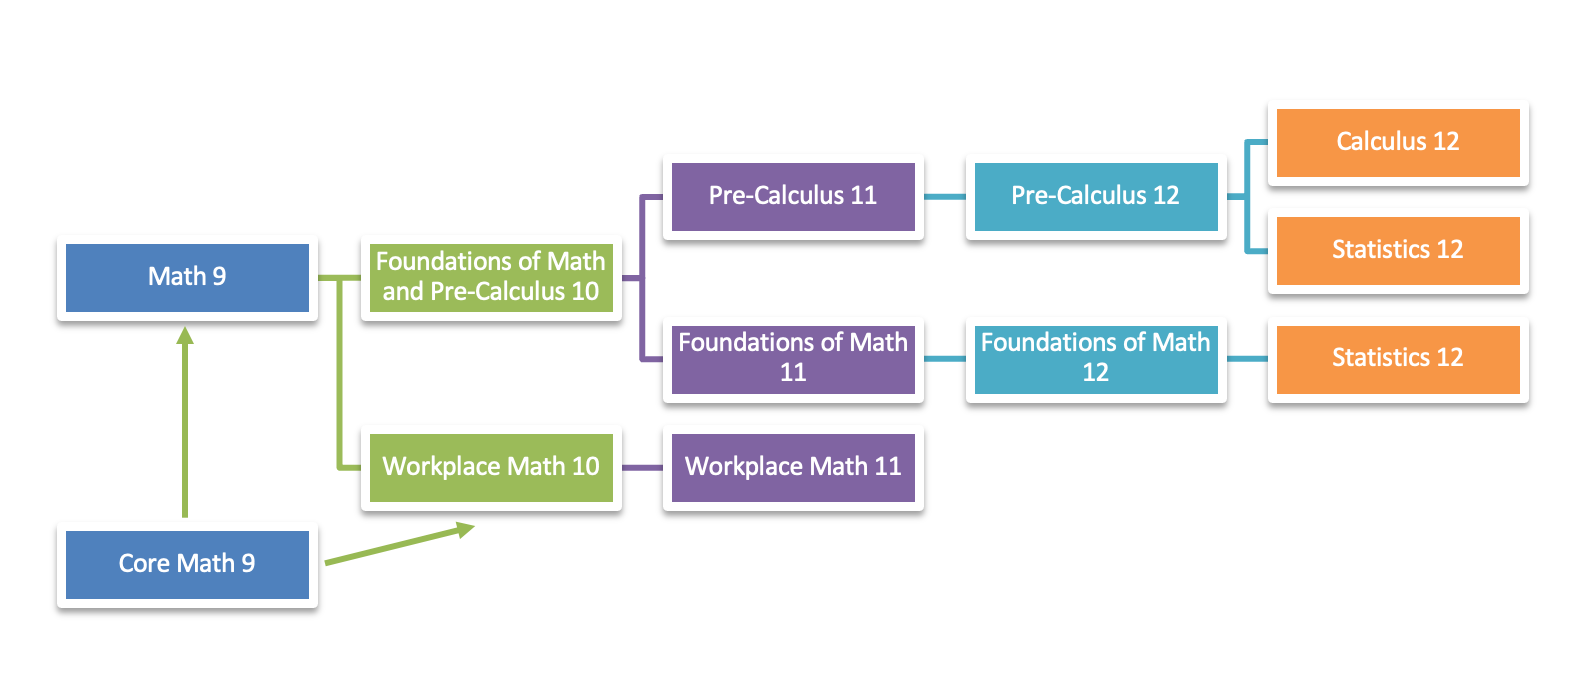 Calculus 12
Pre-Calculus 11
Pre-Calculus 12
Statistics 12
Math 9
Foundations of Math
and Pre-Calculus 10
Foundations of Math
11
Foundations of Math
12
Statistics 12
Workplace Math 10
Workplace Math 11
Core Math 9